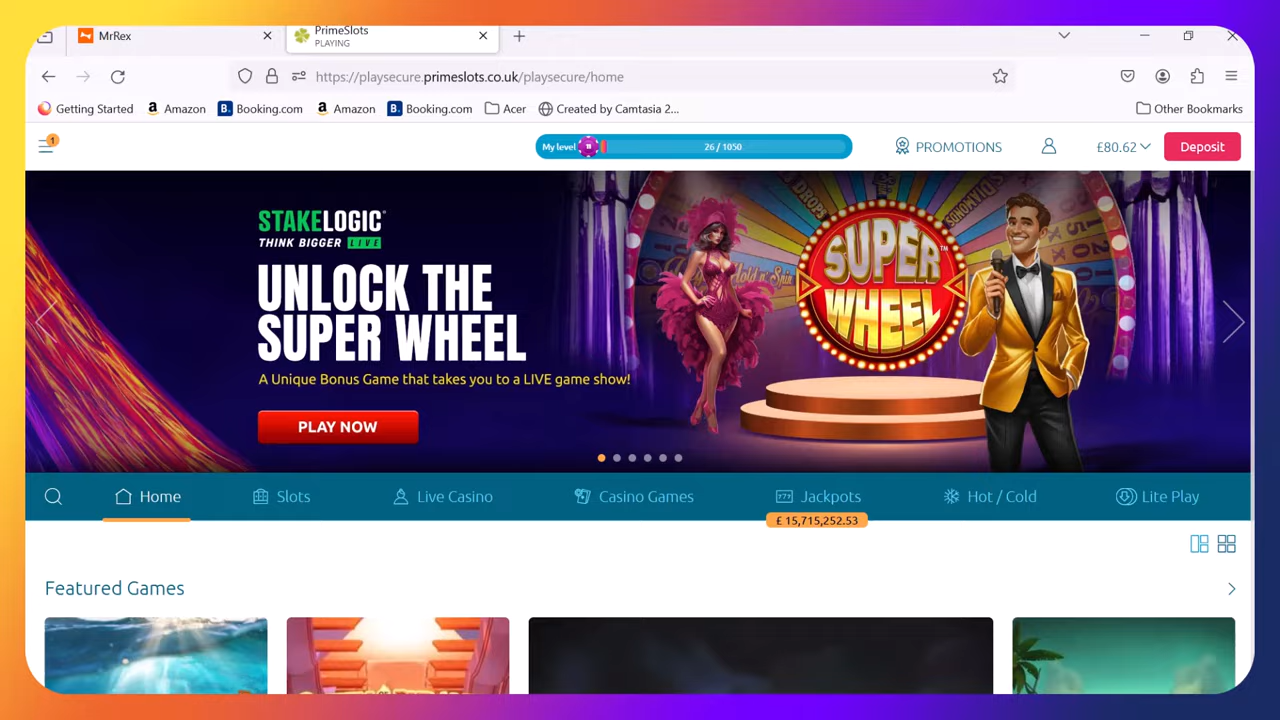 MrRex
PrimeSlots
PLAYING
https://playsecure.primeslots.co.uk/playsecure/home
Getting Started
Amazon
Booking.com
Amazon
Booking.com
Acer
Created by Camtasia 2...
Other Bookmarks
1
My level
26 / 1050
PROMOTIONS
£80.62
Deposit
STAKELOGIC
THINK BIGGER LIVE
UNLOCK THE
SUPER WHEEL
A Unique Bonus Game that takes you to a LIVE game show!
PLAY NOW
SUPER
WHEEL
Home
Slots
Live Casino
Casino Games
Jackpots
Hot / Cold
Lite Play
£ 15,715,252.53
Featured Games